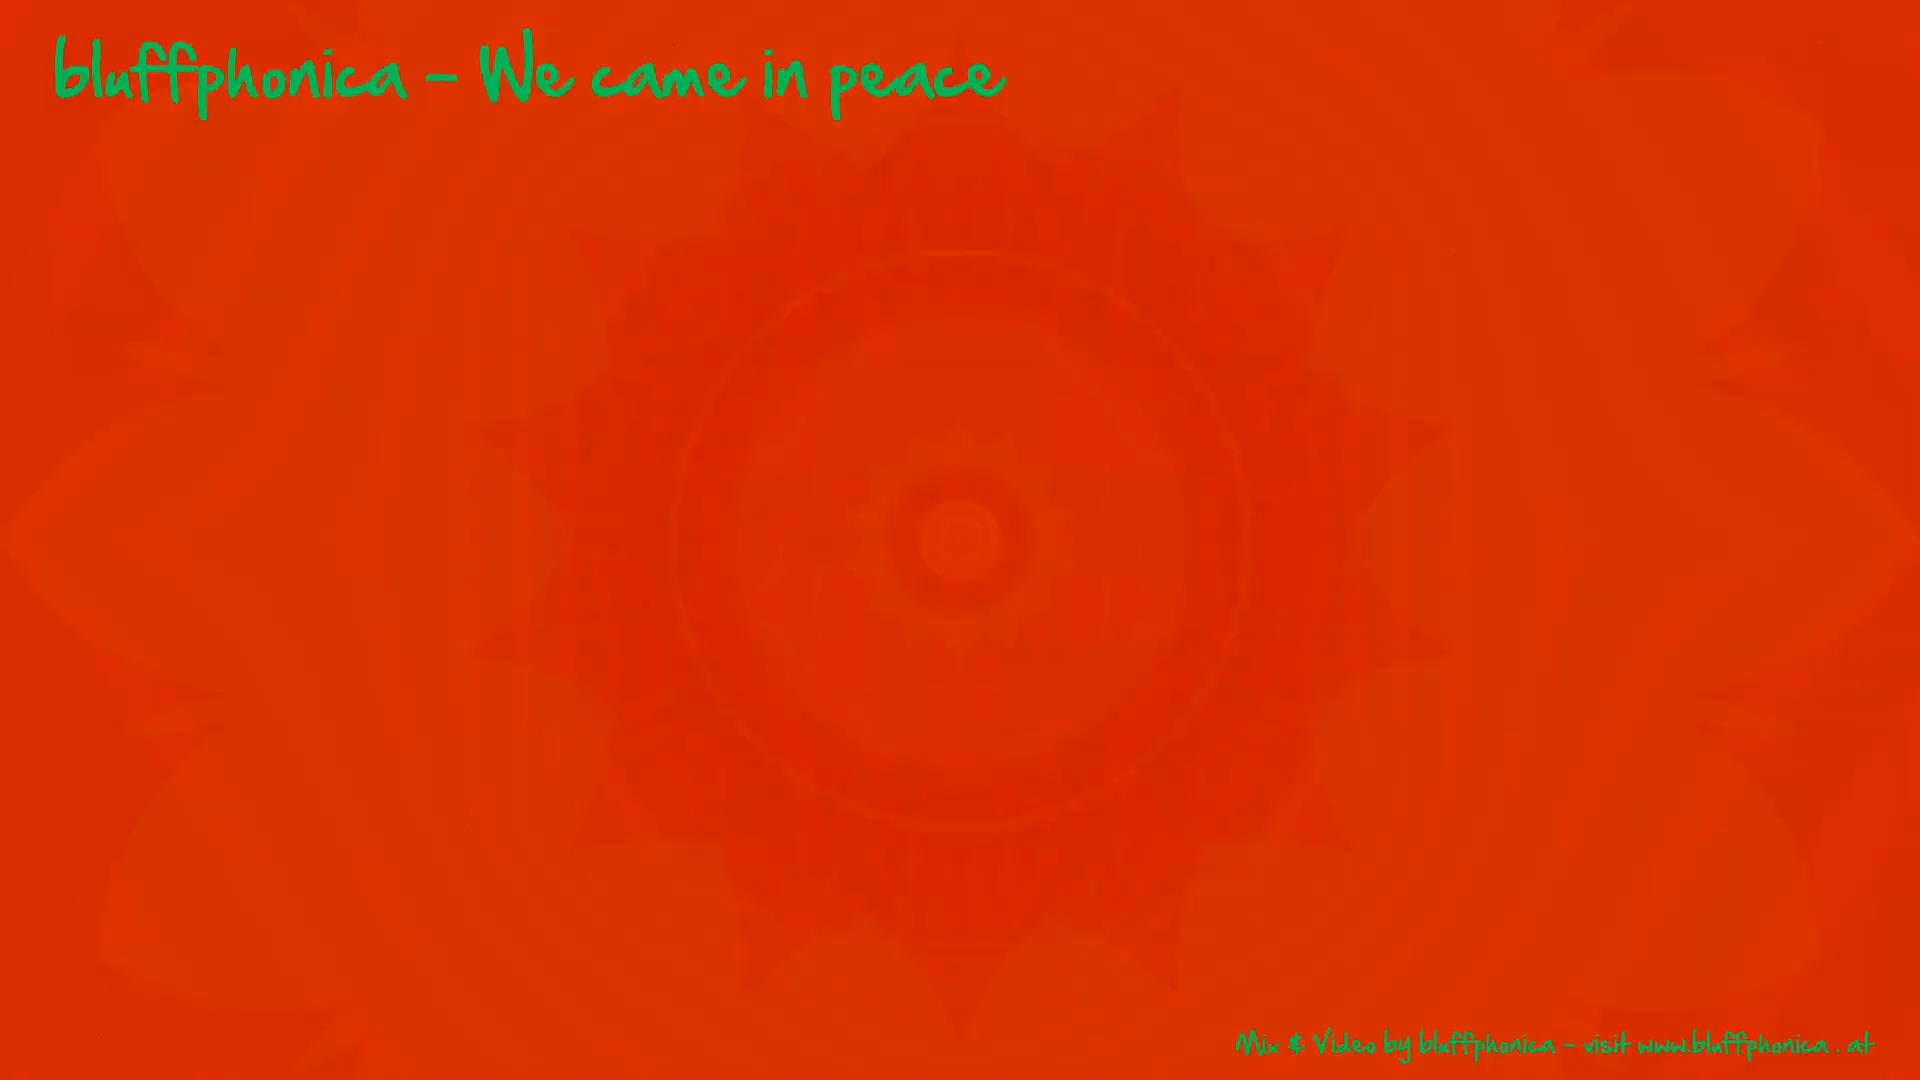 bluffphonica - We came in peace
Mix & Video by bluffphonica - visit www.bluffphonica . at